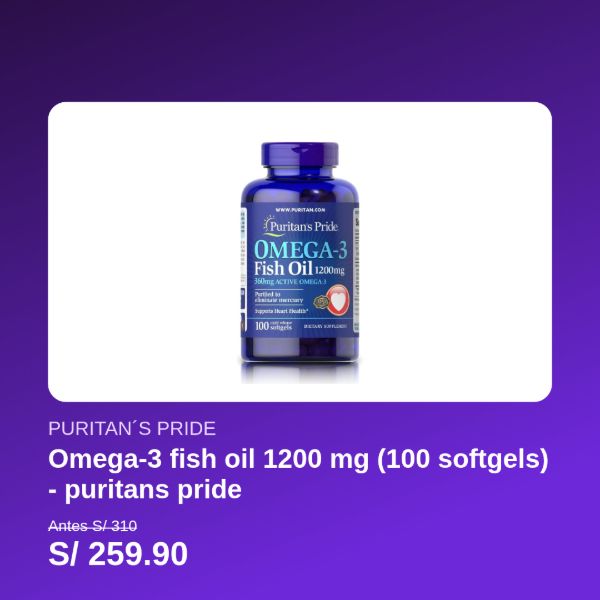 WWW.PURITAN.COM
Puritan's Pride
OMEGA-3
Fish Oil 1200mg
360mg ACTIVE OMEGA-3
Purified to
eliminate mercury
Supports Heart Health*
100 softgels
DIETARY SUPPLEMENT
PURITAN´S PRIDE
Omega-3 fish oil 1200 mg (100 softgels)
- puritans pride
Antes S/ 310
S/ 259.90